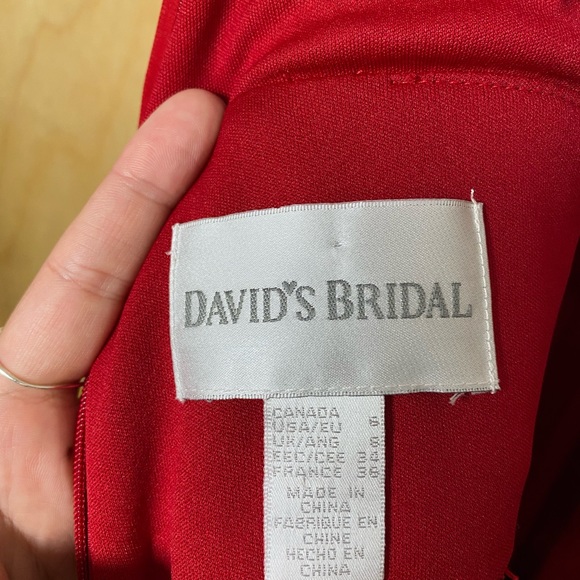 DAVID'S BRIDAL
CANADA
USA/EU 6
UK/ANG 8
EEC/CEE 34
FRANCE 36
MADE IN
CHINA
FABRIQUE EN
CHINE
HECHO EN
CHINA